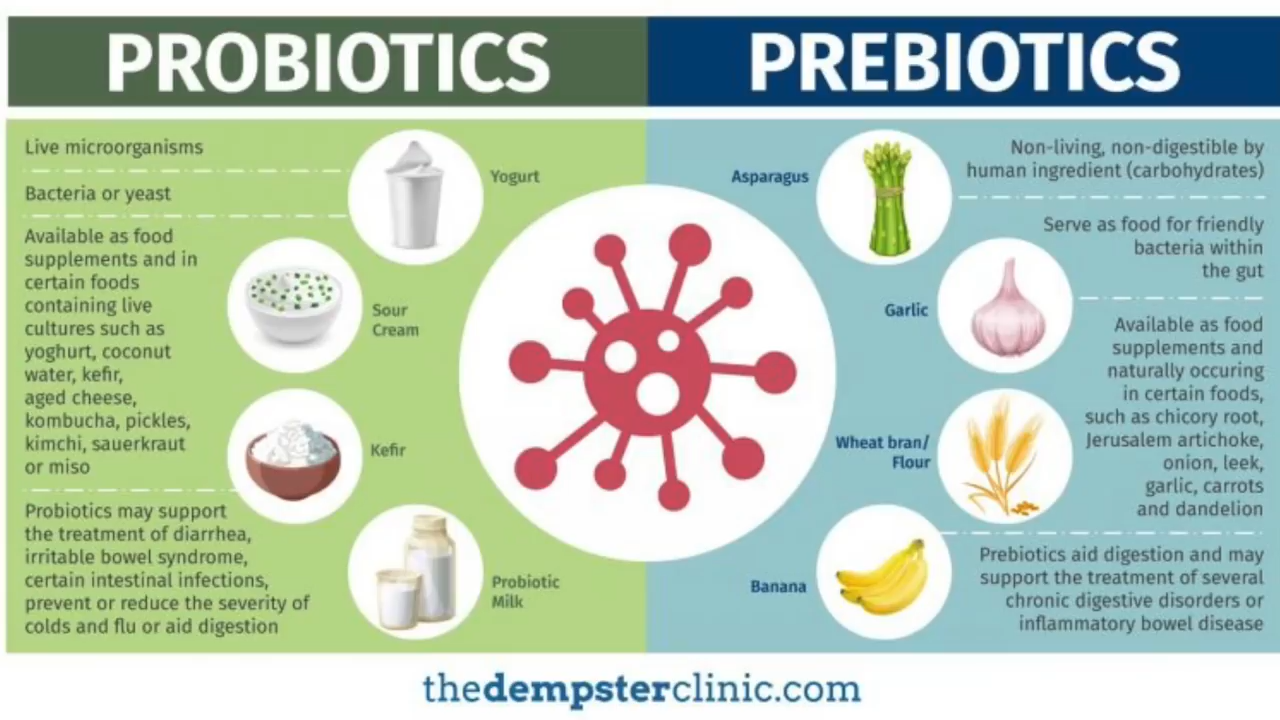 PROBIOTICS
Live microorganisms
Bacteria or yeast
Available as food
supplements and in
certain foods
containing live
cultures such as
yoghurt, coconut
water, kefir,
aged cheese,
kombucha, pickles,
kimchi, sauerkraut
or miso
Probiotics may support
the treatment of diarrhea,
irritable bowel syndrome,
certain intestinal infections,
prevent or reduce the severity of
colds and flu or aid digestion
Yogurt
Sour
Cream
Kefir
Probiotic
Milk
PREBIOTICS
Asparagus
Garlic
Wheat bran/
Flour
Banana
Non-living, non-digestible by
human ingredient (carbohydrates)
Serve as food for friendly
bacteria within
the gut
Available as food
supplements and
naturally occuring
in certain foods,
such as chicory root,
Jerusalem artichoke,
onion, leek,
garlic, carrots
and dandelion
Prebiotics aid digestion and may
support the treatment of several
chronic digestive disorders or
inflammatory bowel disease
thedempsterclinic.com